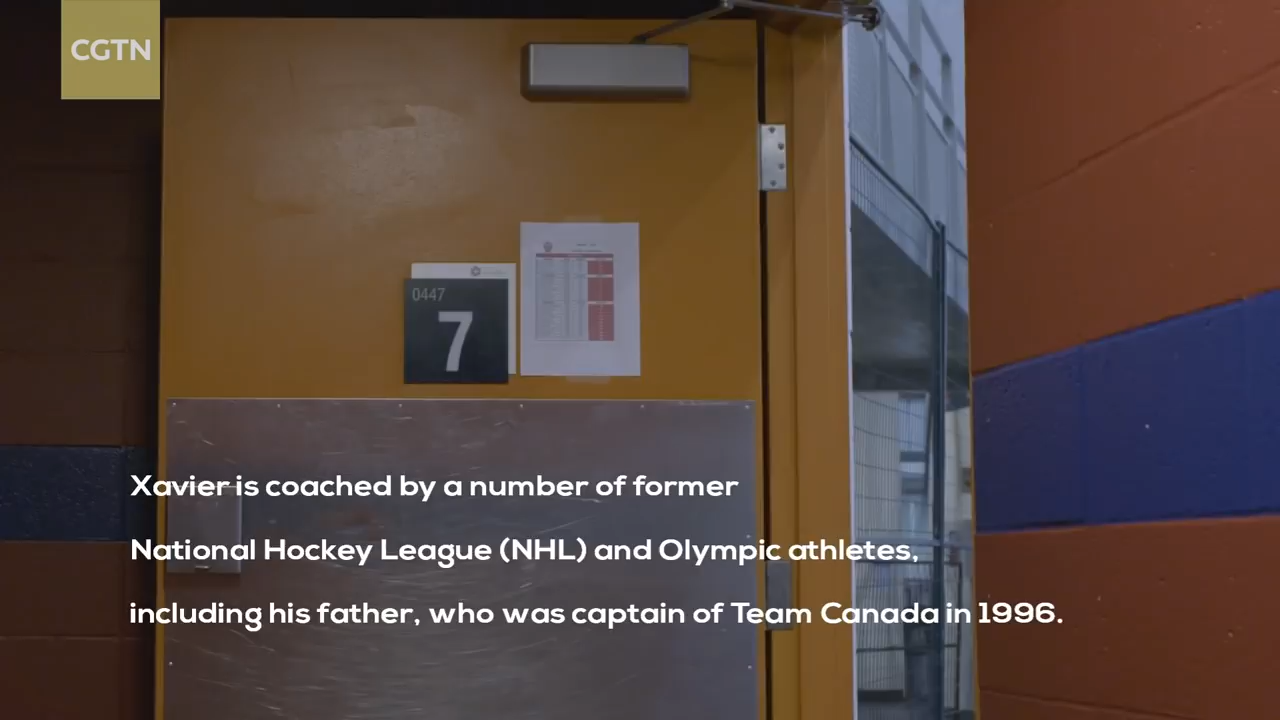 CGTN
0447
7
Xavier is coached by a number of former
National Hockey League (NHL) and Olympic athletes,
including his father, who was captain of Team Canada in 1996.